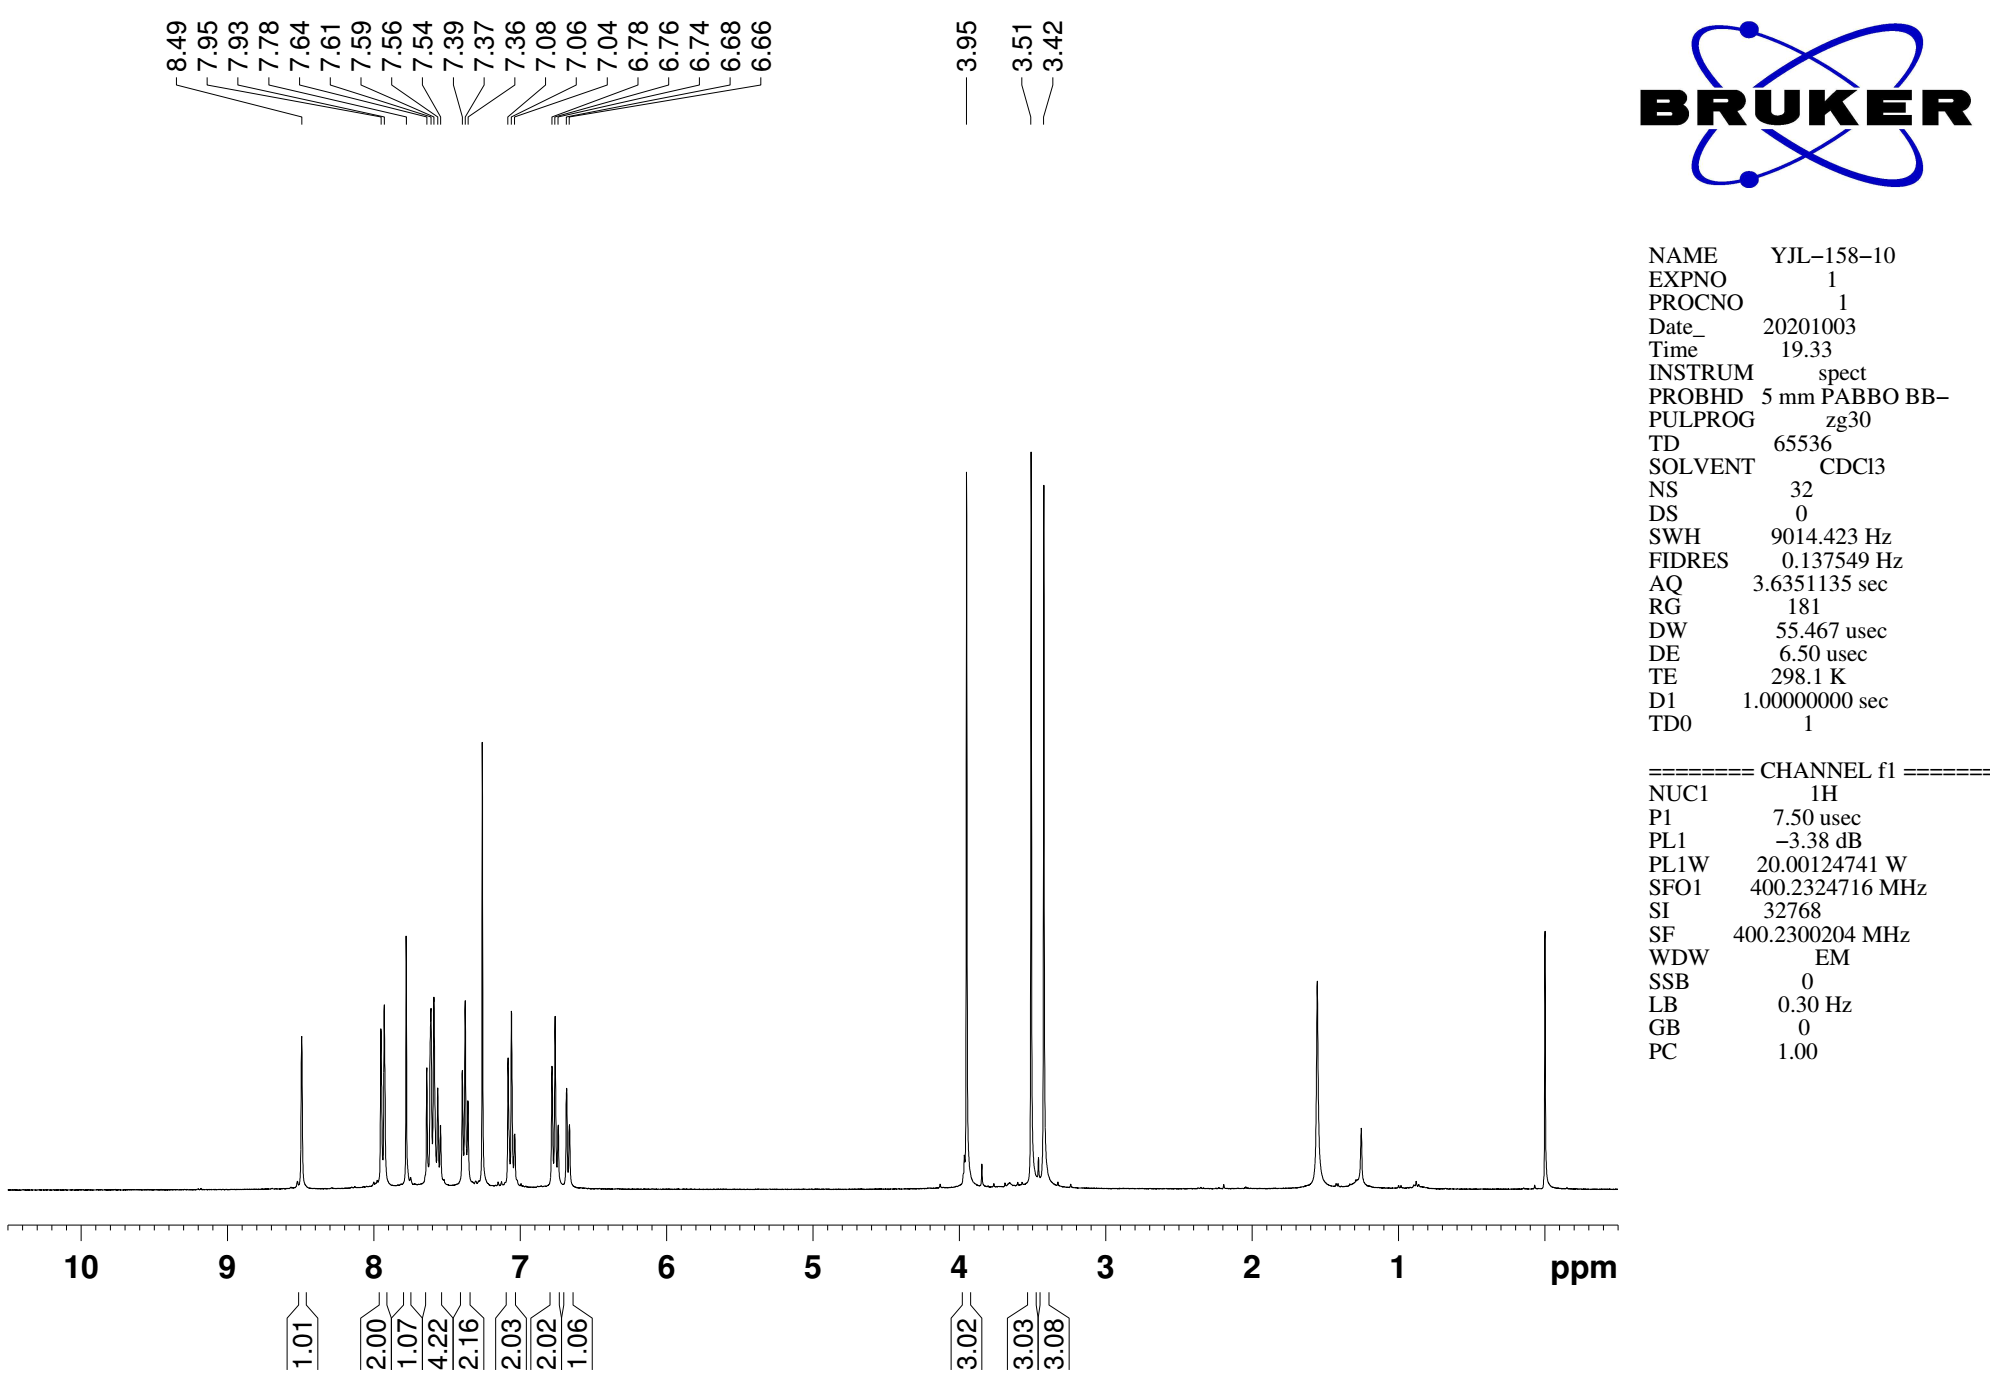 8.49
7.95
7.93
7.78
7.64
7.61
7.59
7.56
7.54
7.39
7.37
7.36
7.08
7.06
7.04
6.78
6.76
6.74
6.68
6.66
3.95
3.51
3.42
BRUKER
NAME YJL−158−10
EXPNO 1
PROCNO 1
Date_ 20201003
Time 19.33
INSTRUM spect
PROBHD 5 mm PABBO BB−
PULPROG zg30
TD 65536
SOLVENT CDCl3
NS 32
DS 0
SWH 9014.423 Hz
FIDRES 0.137549 Hz
AQ 3.6351135 sec
RG 181
DW 55.467 usec
DE 6.50 usec
TE 298.1 K
D1 1.00000000 sec
TD0 1
======== CHANNEL f1 =======
NUC1 1H
P1 7.50 usec
PL1 −3.38 dB
PL1W 20.00124741 W
SFO1 400.2324716 MHz
SI 32768
SF 400.2300204 MHz
WDW EM
SSB 0
LB 0.30 Hz
GB 0
PC 1.00
10 9 8 7 6 5 4 3 2 1 ppm
1.01
2.00
1.07
4.22
2.16
2.03
2.02
1.06
3.02
3.03
3.08